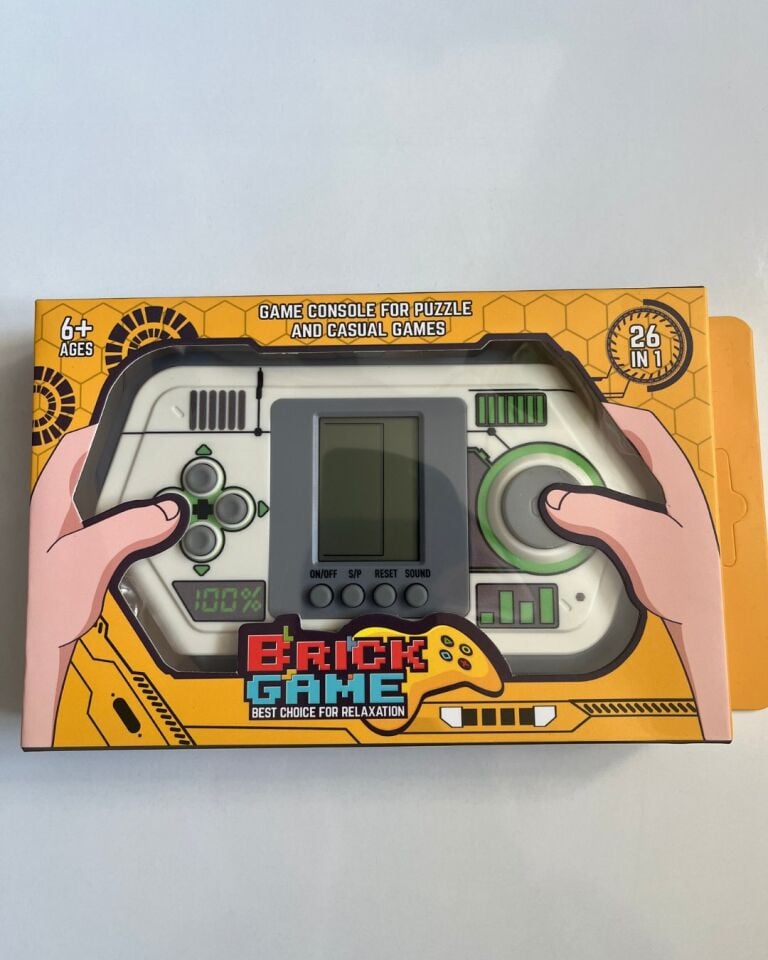 6+
AGES
GAME CONSOLE FOR PUZZLE
AND CASUAL GAMES
26
IN 1
ON/OFF S/P RESET SOUND
100%
BRICK
GAME
BEST CHOICE FOR RELAXATION